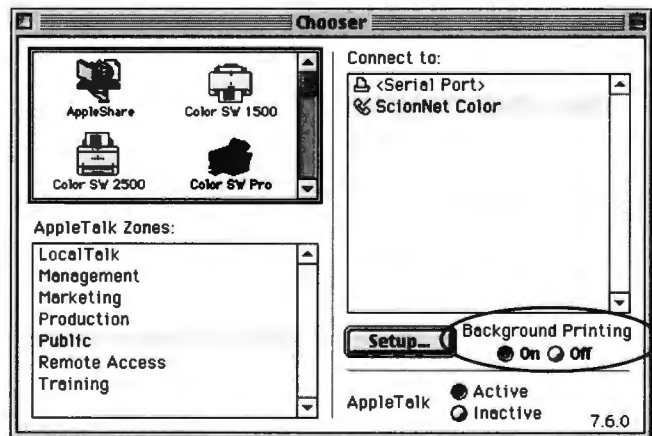 Chooser
AppleShare
Color SW 1500
Color SW 2500
Color SW Pro
AppleTalk Zones:
LocalTalk
Management
Marketing
Production
Public
Remote Access
Training
Connect to:
<Serial Port>
ScionNet Color
Setup...
Background Printing
On Off
AppleTalk
Active
Inactive
7.6.0